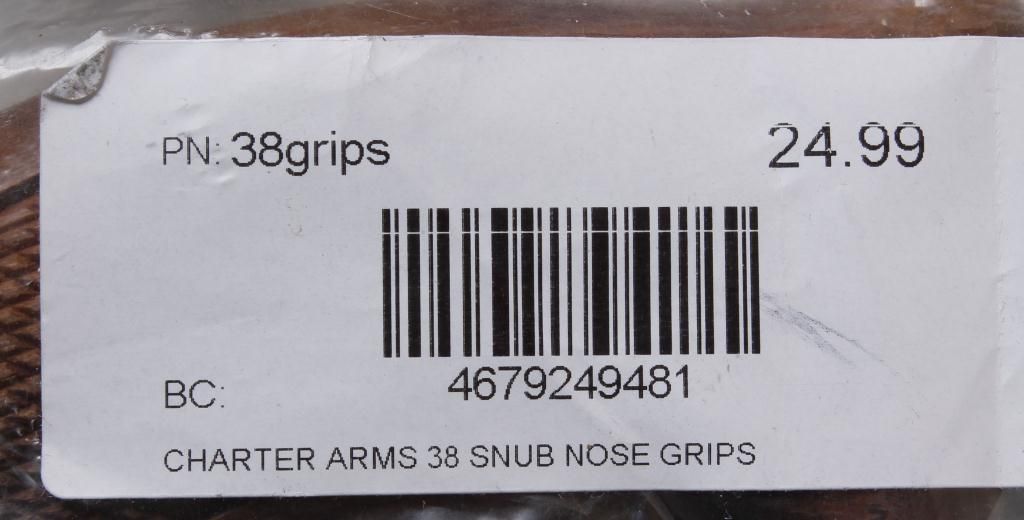 PN: 38grips 24.99
4679249481
BC:
CHARTER ARMS 38 SNUB NOSE GRIPS